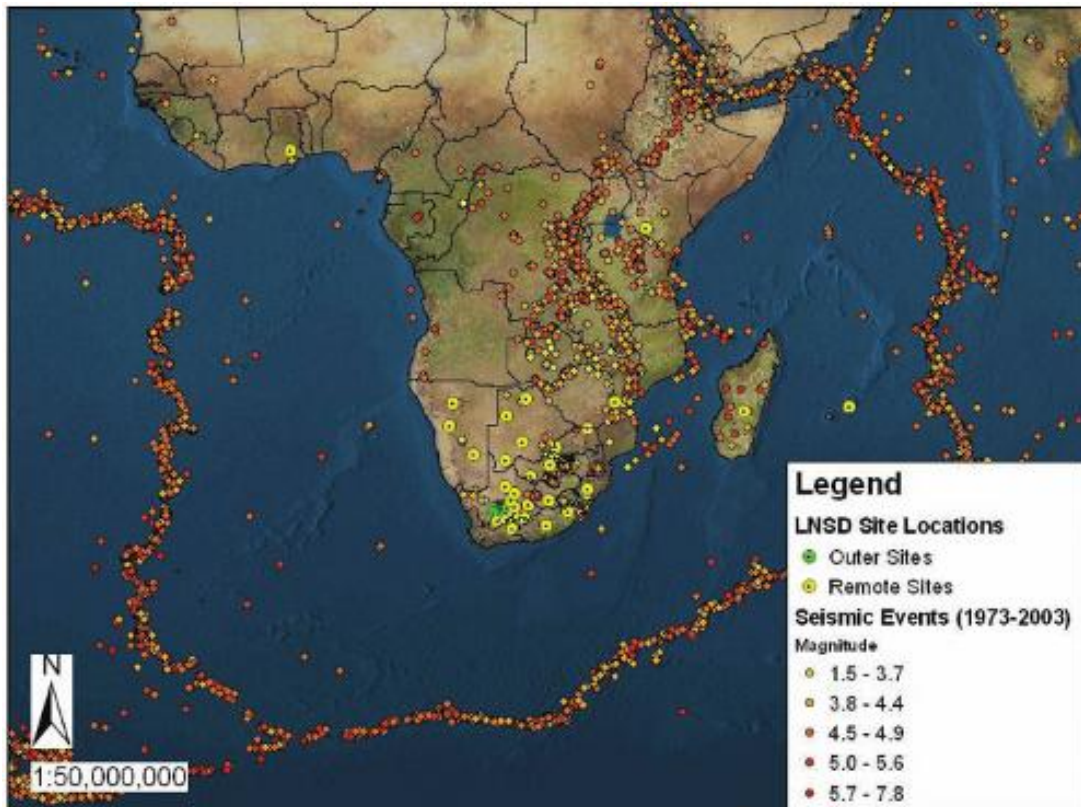 Legend
LNSD Site Locations
Outer Sites
Remote Sites
Seismic Events (1973-2003)
Magnitude
1.5 - 3.7
3.8 - 4.4
4.5 - 4.9
5.0 - 5.6
5.7 - 7.8
N
1:50,000,000